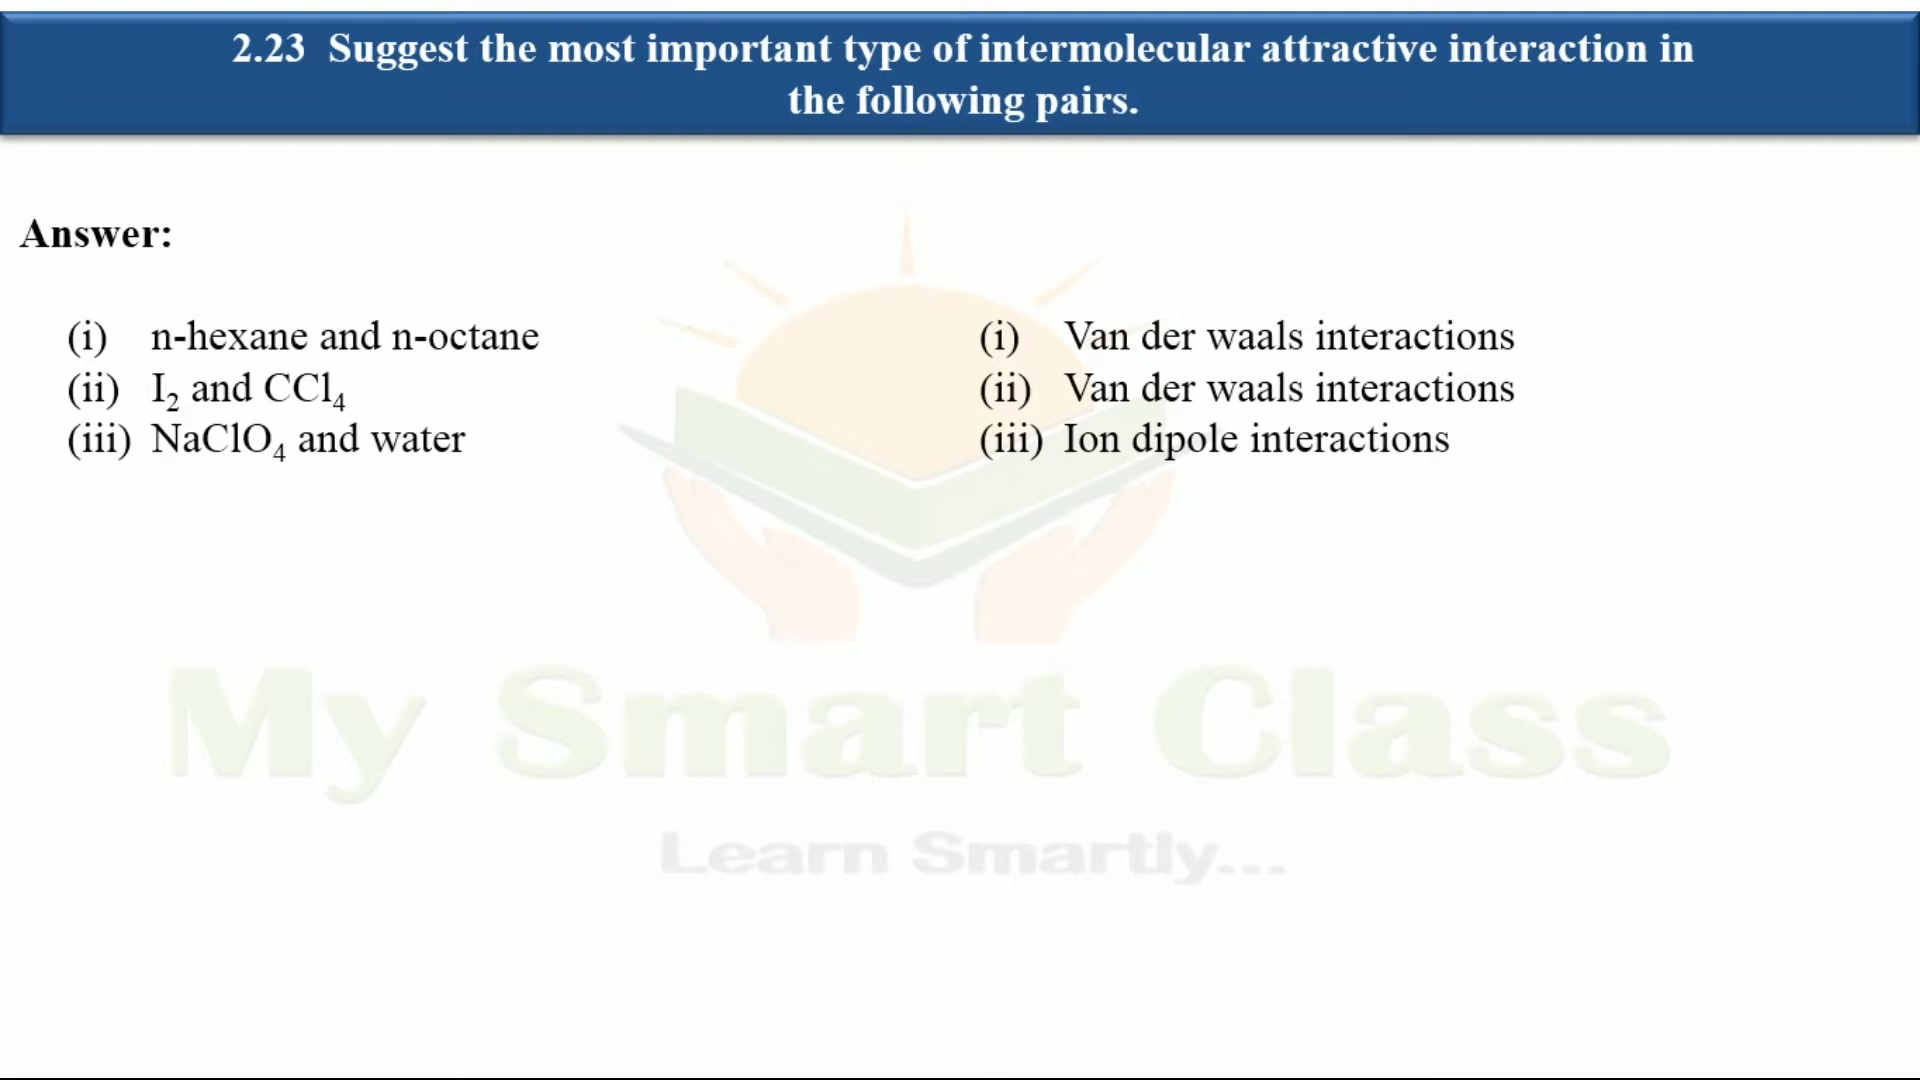 2.23 Suggest the most important type of intermolecular attractive interaction in
the following pairs.
Answer:
(i) n-hexane and n-octane
(ii) I₂ and CCl₄
(iii) NaClO₄ and water
(i) Van der waals interactions
(ii) Van der waals interactions
(iii) Ion dipole interactions
My Smart Class
Learn Smartly...